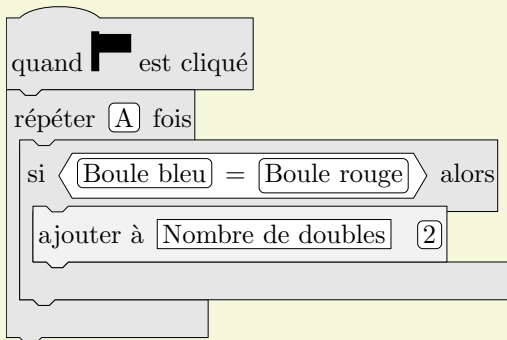 quand est cliqué
répéter A fois
si Boule bleu = Boule rouge alors
ajouter à Nombre de doubles 2